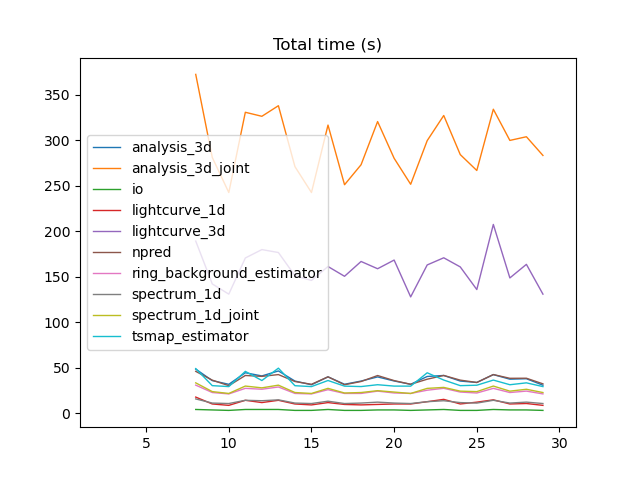 Total time (s)
350
300
250
200
150
100
50
0
analysis_3d
analysis_3d_joint
io
lightcurve_1d
lightcurve_3d
npred
ring_background_estimator
spectrum_1d
spectrum_1d_joint
tsmap_estimator
5 10 15 20 25 30